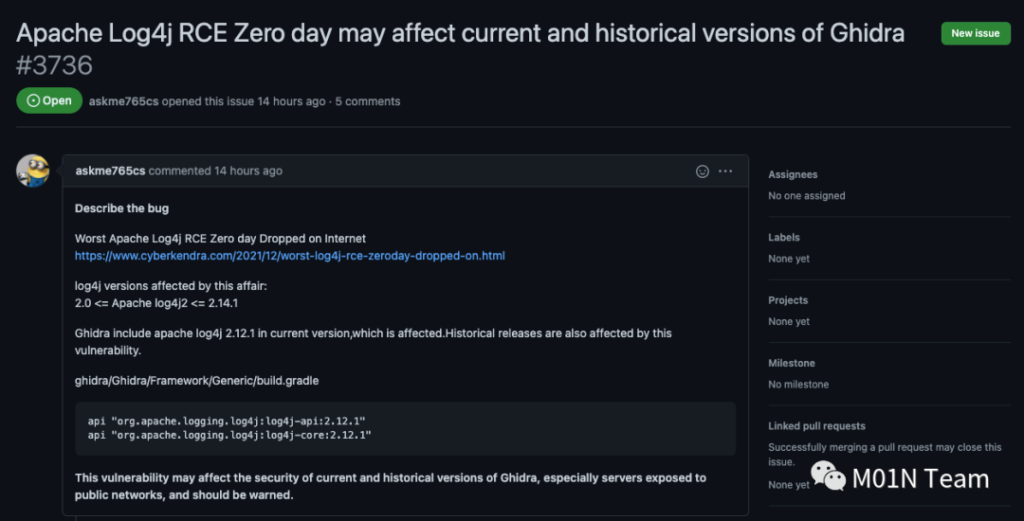 Apache Log4j RCE Zero day may affect current and historical versions of Ghidra
#3736
New issue
Open
askme765cs opened this issue 14 hours ago · 5 comments
askme765cs commented 14 hours ago
Describe the bug
Worst Apache Log4j RCE Zero day Dropped on Internet
https://www.cyberkendra.com/2021/12/worst-log4j-rce-zeroday-dropped-on.html
log4j versions affected by this affair:
2.0 <= Apache log4j2 <= 2.14.1
Ghidra include apache log4j 2.12.1 in current version,which is affected.Historical releases are also affected by this
vulnerability.
ghidra/Ghidra/Framework/Generic/build.gradle
api "org.apache.logging.log4j:log4j-api:2.12.1"
api "org.apache.logging.log4j:log4j-core:2.12.1"
This vulnerability may affect the security of current and historical versions of Ghidra, especially servers exposed to
public networks, and should be warned.
Assignees
No one assigned
Labels
None yet
Projects
None yet
Milestone
No milestone
Linked pull requests
Successfully merging a pull request may close this
issue.
None yet
M01N Team